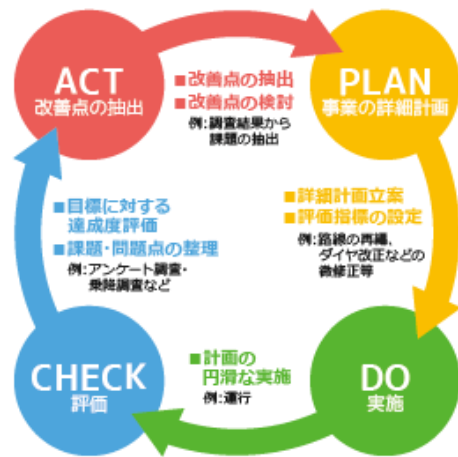 ACT
改善点の抽出
■改善点の抽出
■改善点の検討
例:調査結果から
課題の抽出
PLAN
事業の詳細計画
■詳細計画立案
■評価指標の設定
例:路線の再編、
ダイヤ改正などの
微修正等
DO
実施
■計画の
円滑な実施
例:運行
CHECK
評価
■目標に対する
達成度評価
■課題・問題点の整理
例:アンケート調査・
乗降調査など